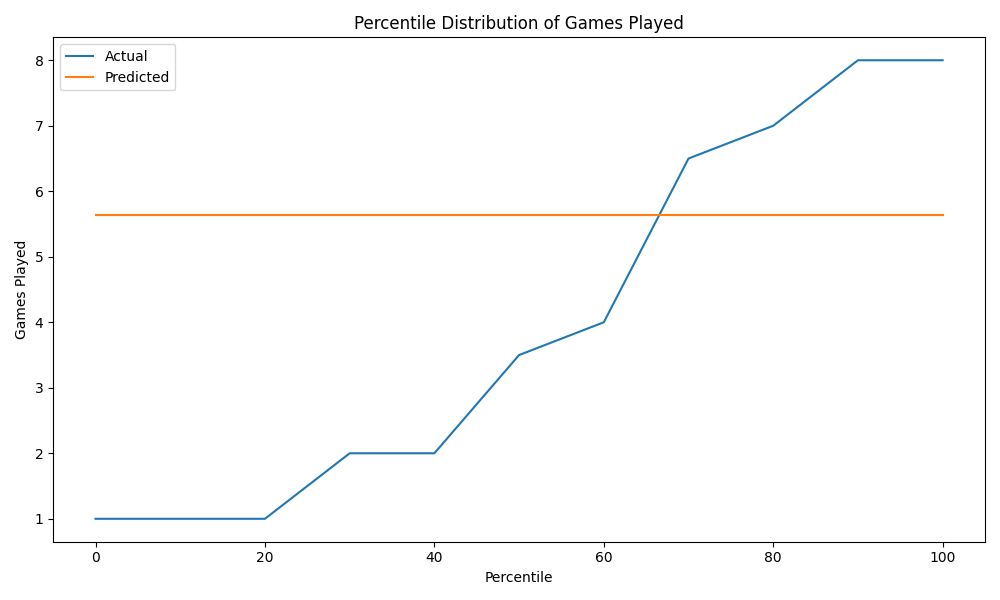 Percentile Distribution of Games Played
Actual
Predicted
8
7
6
5
4
3
2
1
Games Played
0 20 40 60 80 100
Percentile